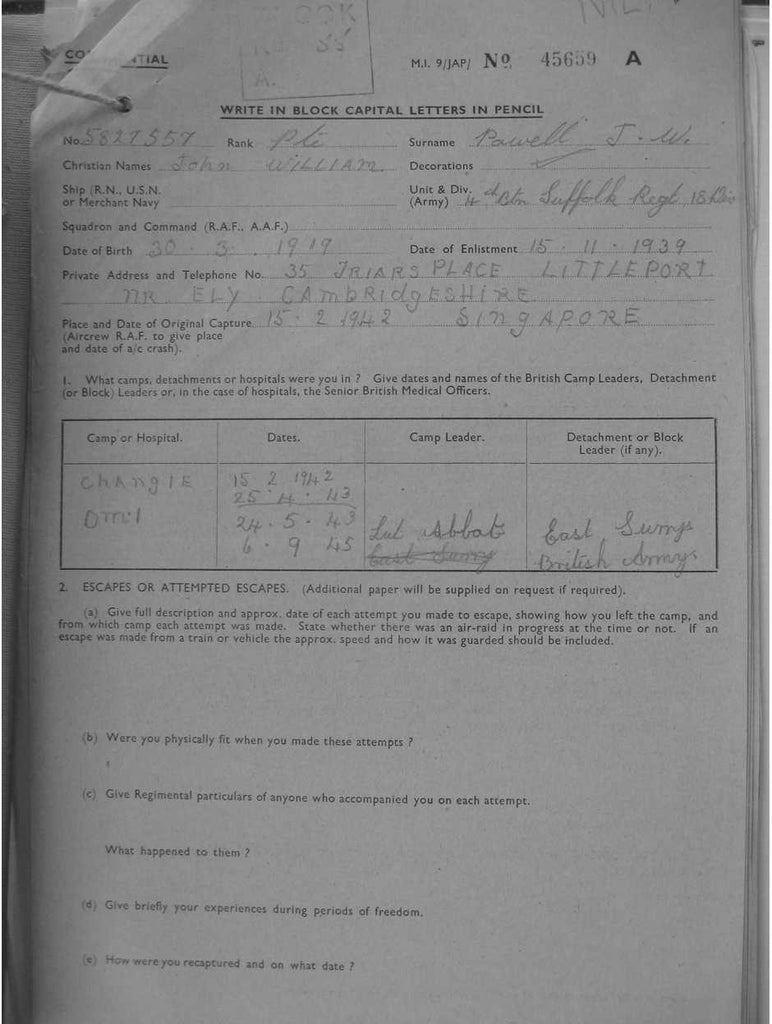 NIL
COOK
55
A.
CO TIAL
M.I. 9/JAP/ No. 45659 A
WRITE IN BLOCK CAPITAL LETTERS IN PENCIL
No. 5827557 Rank Pte Surname Powell J. W.
Christian Names John WILLIAM Decorations
Ship (R.N., U.S.N. or Merchant Navy
Unit & Div. (Army) 4th Btn Suffolk Regt 18 Div
Squadron and Command (R.A.F., A.A.F.)
Date of Birth 30 . 3 . 1919 Date of Enlistment 15 . 11 . 1939
Private Address and Telephone No. 35 FRIARS PLACE LITTLEPORT
NR ELY CAMBRIDgESHIRE
Place and Date of Original Capture 15 . 2 1942 SINgAPORE
(Aircrew R.A.F. to give place
and date of a/c crash).
1. What camps, detachments or hospitals were you in ? Give dates and names of the British Camp Leaders, Detachment
(or Block) Leaders or, in the case of hospitals, the Senior British Medical Officers.
Camp or Hospital. Dates. Camp Leader. Detachment or Block Leader (if any).
ChANgIE 15 2 1942
25 . 4 . 43
24 . 5 . 43 Lut Abbots East Surrys
6 . 9 45 East Surry British Armys
2. ESCAPES OR ATTEMPTED ESCAPES. (Additional paper will be supplied on request if required).
(a) Give full description and approx. date of each attempt you made to escape, showing how you left the camp, and
from which camp each attempt was made. State whether there was an air-raid in progress at the time or not. If an
escape was made from a train or vehicle the approx. speed and how it was guarded should be included.
(b) Were you physically fit when you made these attempts ?
(c) Give Regimental particulars of anyone who accompanied you on each attempt.
What happened to them ?
(d) Give briefly your experiences during periods of freedom.
(e) How were you recaptured and on what date ?